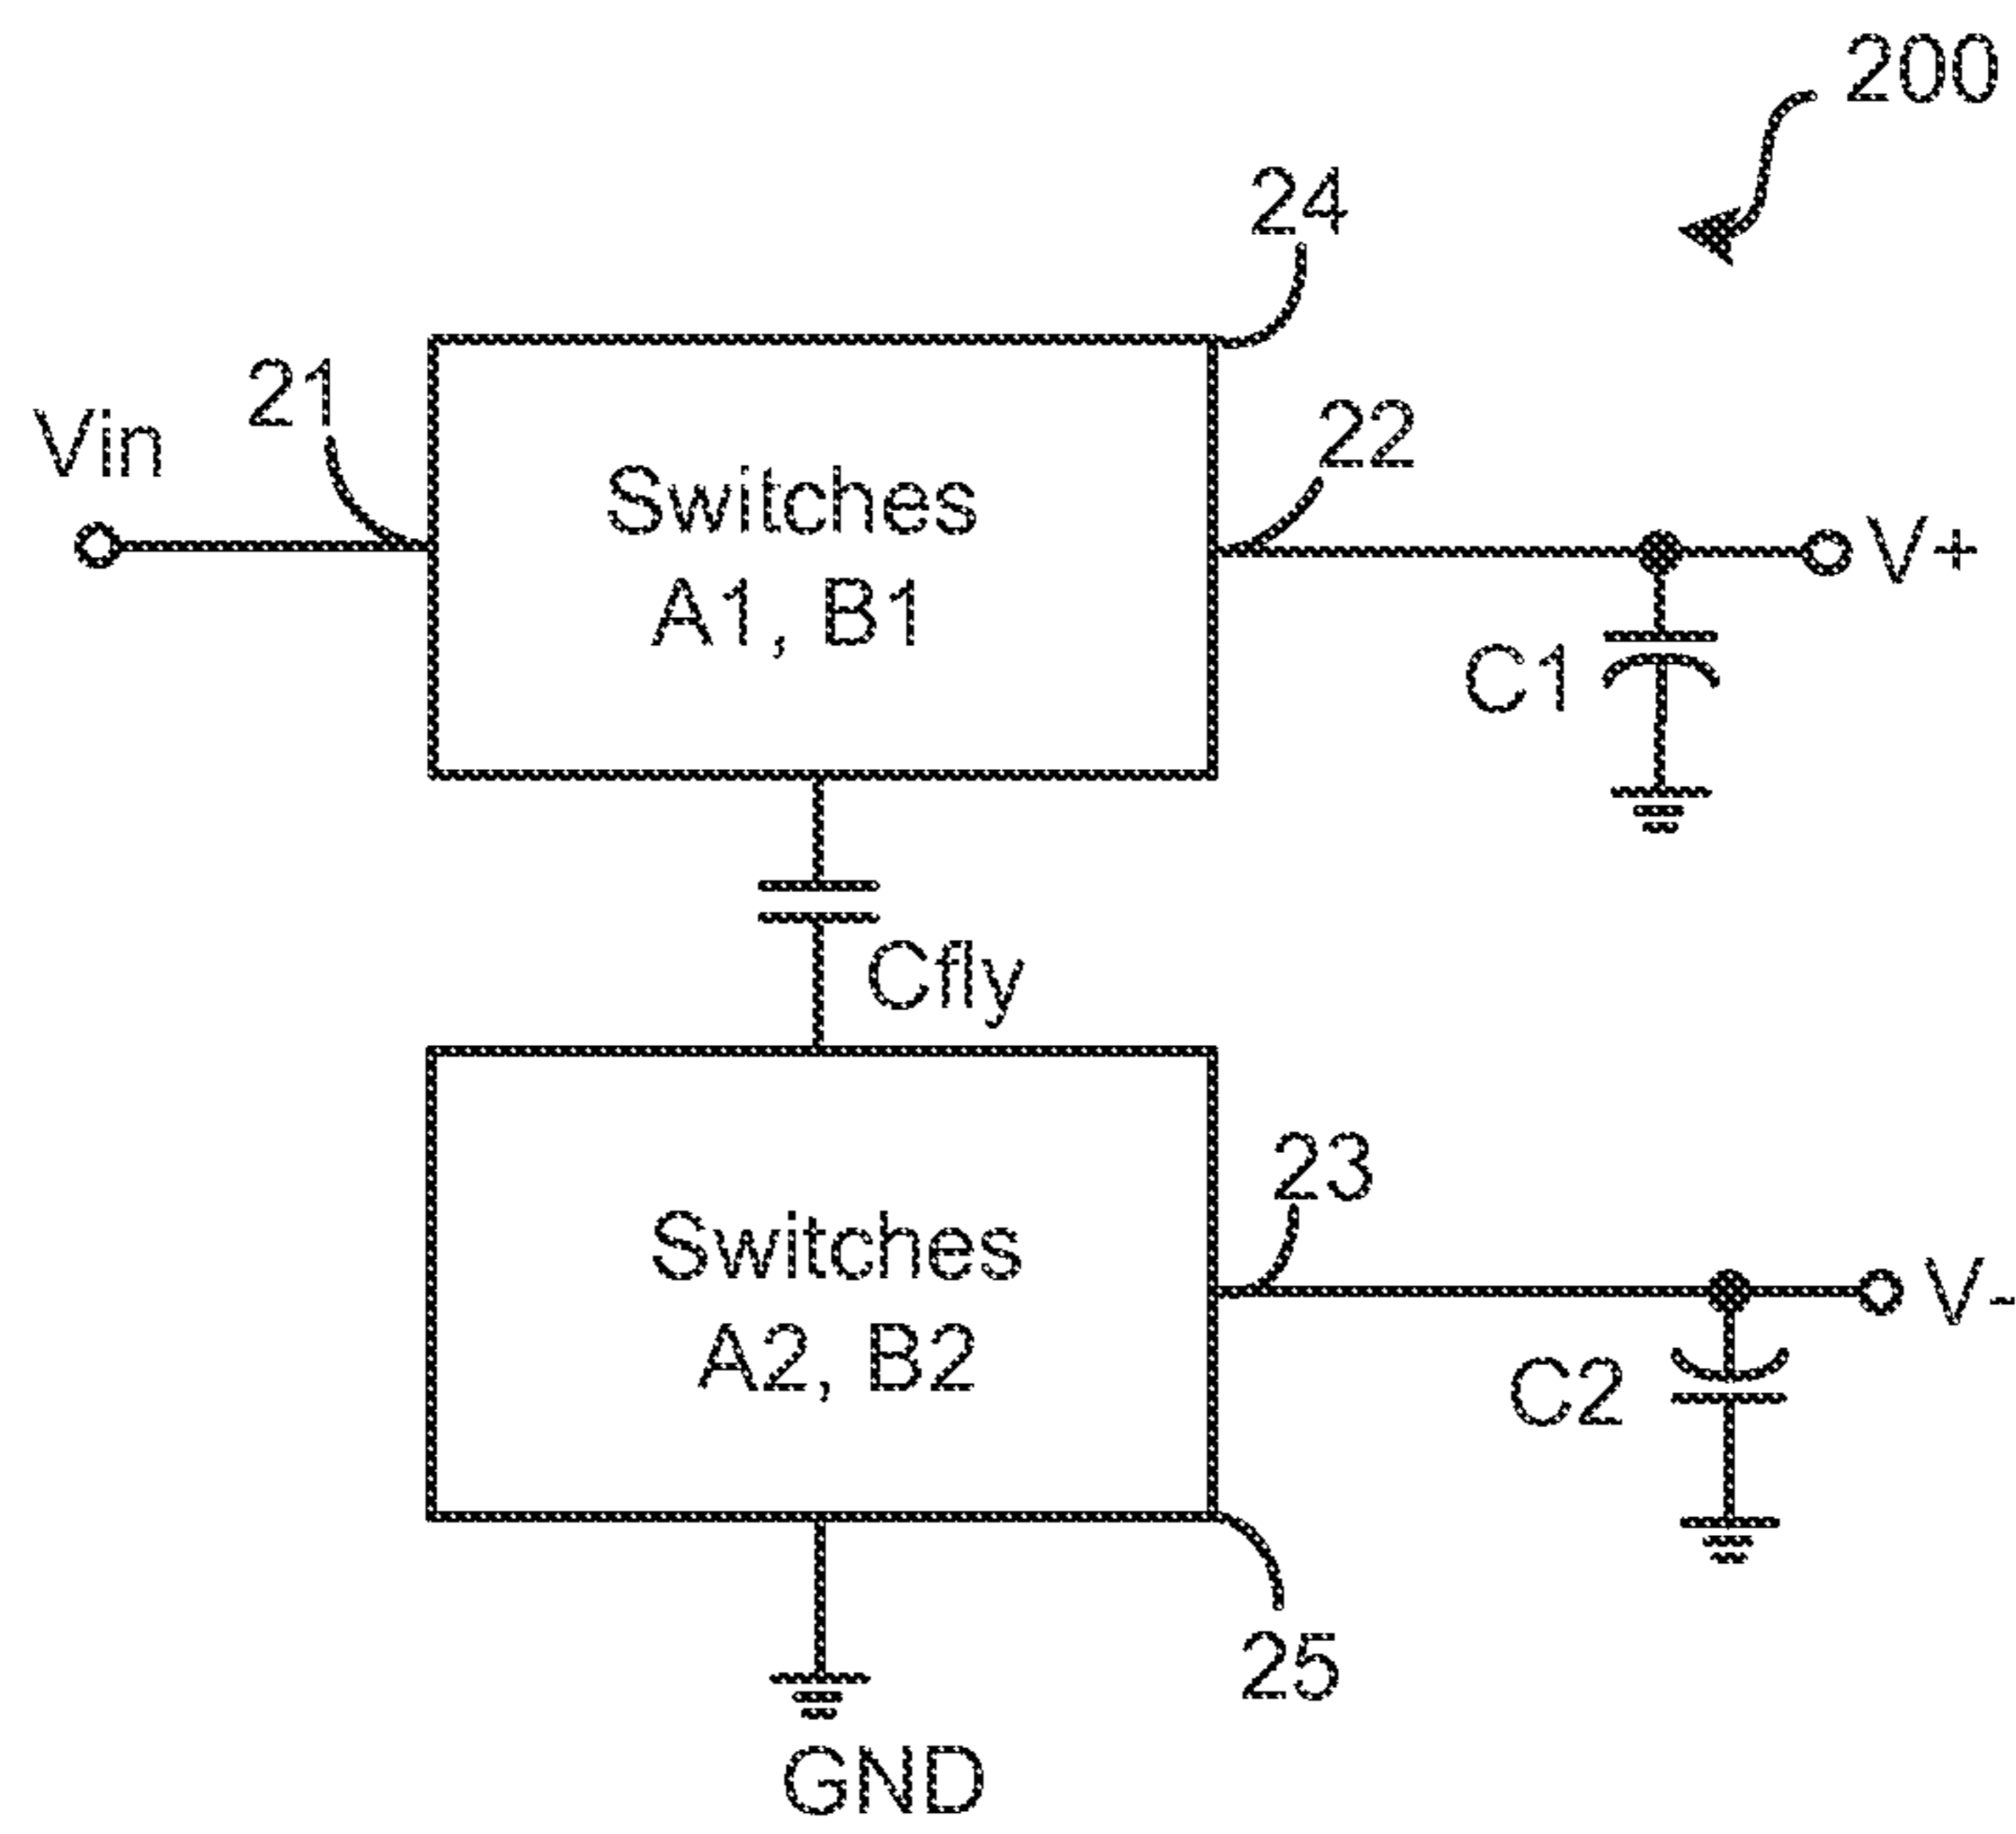 200
24
21
Vin
22
Switches
A1, B1
V+
C1
Cfly
23
Switches
A2, B2
V-
C2
25
GND